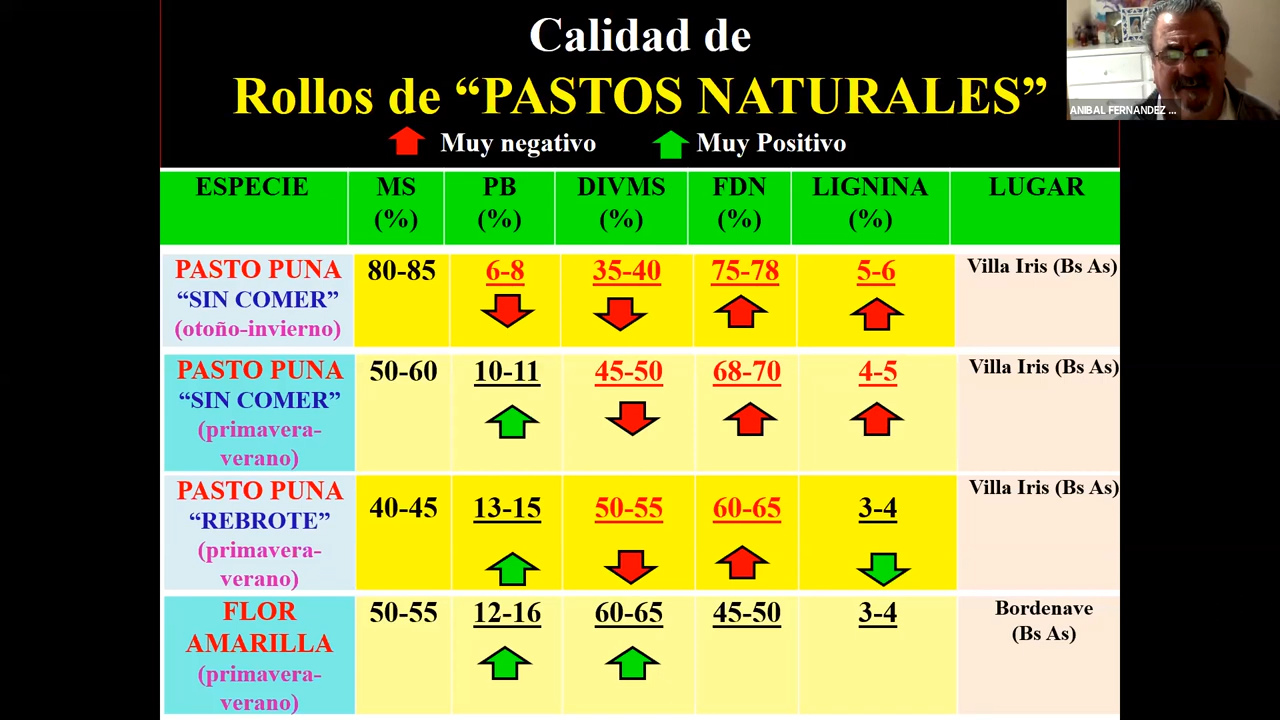 Calidad de
Rollos de “PASTOS NATURALES”
Muy negativo Muy Positivo
ANIBAL FERNANDEZ ...
ESPECIE MS (%) PB (%) DIVMS (%) FDN (%) LIGNINA (%) LUGAR
PASTO PUNA 80-85 6-8 35-40 75-78 5-6 Villa Iris (Bs As)
“SIN COMER”
(otoño-invierno)
PASTO PUNA 50-60 10-11 45-50 68-70 4-5 Villa Iris (Bs As)
“SIN COMER”
(primavera-
verano)
PASTO PUNA 40-45 13-15 50-55 60-65 3-4 Villa Iris (Bs As)
“REBROTE”
(primavera-
verano)
FLOR 50-55 12-16 60-65 45-50 3-4 Bordenave
AMARILLA (Bs As)
(primavera-
verano)